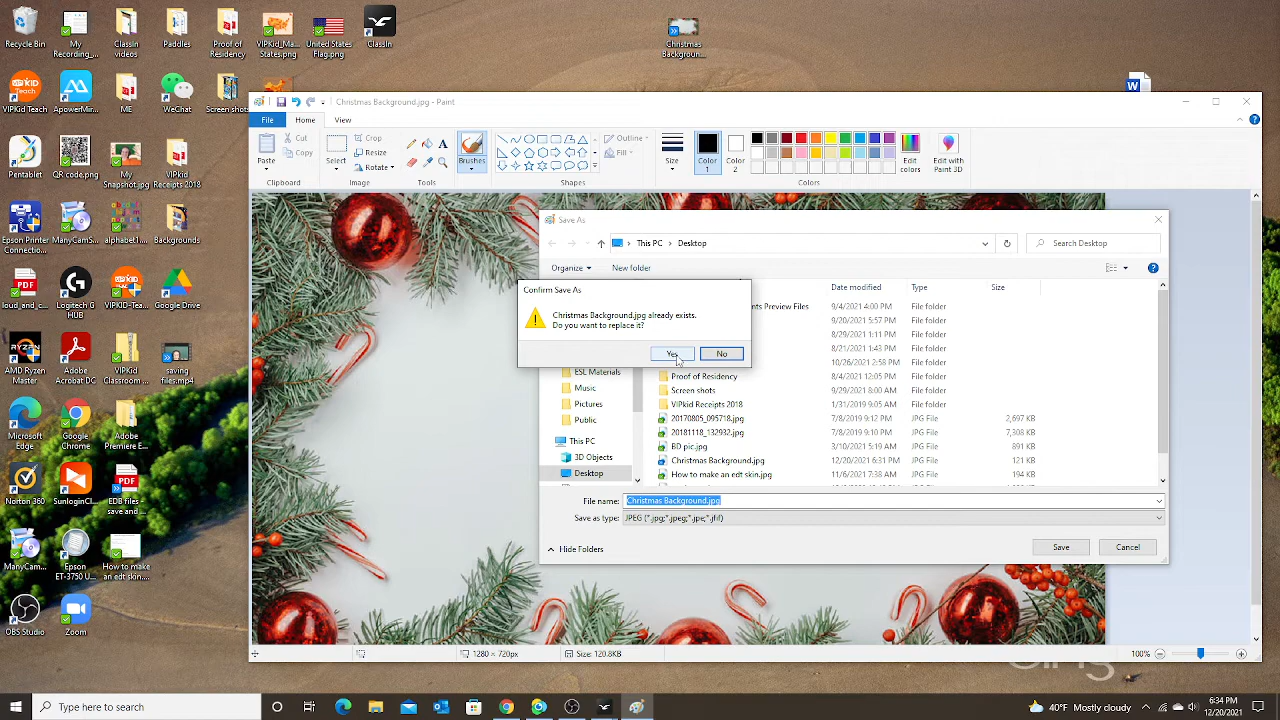 Recycle Bin
My Recording_...
ClassIn videos
Paddles
Proof of Residency
VIPKid_Ma... States.png
United States Flag.png
ClassIn
Christmas Backgroun...
VIPKid Teach
ApowerMir...
ME
WeChat
Screen shots
W
Christmas Background.jpg - Paint
File
Home
View
Paste
Cut
Copy
Clipboard
Select
Crop
Resize
Rotate
Image
A
Tools
Brushes
Outline
Fill
Shapes
Size
Color 1
Color 2
Edit colors
Edit with Paint 3D
Colors
Pentablet
QR code.png
My Snapshot.jpg
VIPkid Receipts 2018
Epson Printer Connectio...
ManyCam...
alphabet1...
Backgrounds
loud_and_c...
Logitech G HUB
VIPKid Teach
Google Drive
AMD Ryzen Master
Adobe Acrobat DC
VIPKid Classroom ...
saving files.mp4
Microsoft Edge
Google Chrome
Adobe Premiere E...
Norton 360
SunloginCl...
EDB files - save and ...
ManyCam...
Epson ET-3750 U...
How to make an edt skin....
OBS Studio
Zoom
Save As
This PC
Desktop
Search Desktop
Organize
New folder
Date modified
Type
Size
Confirm Save As
Christmas Background.jpg already exists.
Do you want to replace it?
Yes
No
ents Preview Files
9/4/2021 4:00 PM File folder
9/20/2021 5:57 PM File folder
8/29/2021 1:11 PM File folder
8/21/2021 1:43 PM File folder
10/26/2021 2:58 PM File folder
Proof of Residency 8/4/2021 12:05 PM File folder
Screen shots 9/29/2021 8:00 AM File folder
VIPkid Receipts 2018 1/31/2019 9:05 AM File folder
20170805_095718.jpg 7/8/2019 9:12 PM JPG File 2,697 KB
20181118_132932.jpg 7/8/2019 9:10 PM JPG File 7,308 KB
BD pic.jpg 3/10/2021 5:19 AM JPG File 891 KB
Christmas Background.jpg 12/20/2021 6:31 PM JPG File 121 KB
How to make an edt skin.jpg 11/6/2021 7:38 AM JPG File 194 KB
ESL Materials
Music
Pictures
Public
This PC
3D Objects
Desktop
File name: Christmas Background.jpg
Save as type: JPEG (*.jpg;*.jpeg;*.jpe;*.jfif)
Hide Folders
Save
Cancel
1280 × 720px
Size: 120.8KB
100%
Type here to search
40°F Mostly cloudy
6:34 PM
12/20/2021